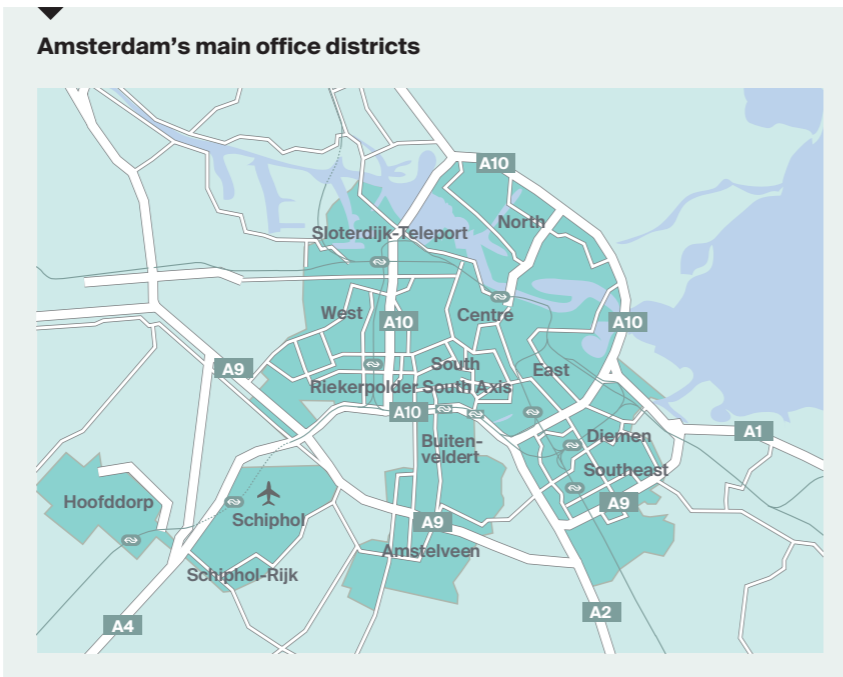 Amsterdam's main office districts
A10
North
Sloterdijk-Teleport
West
A10
Centre
A10
South
A9
East
Riekerpolder South Axis
A10
A1
Buiten-
veldert
Diemen
Southeast
Hoofddorp
A9
Schiphol
A9
Amstelveen
Schiphol-Rijk
A2
A4